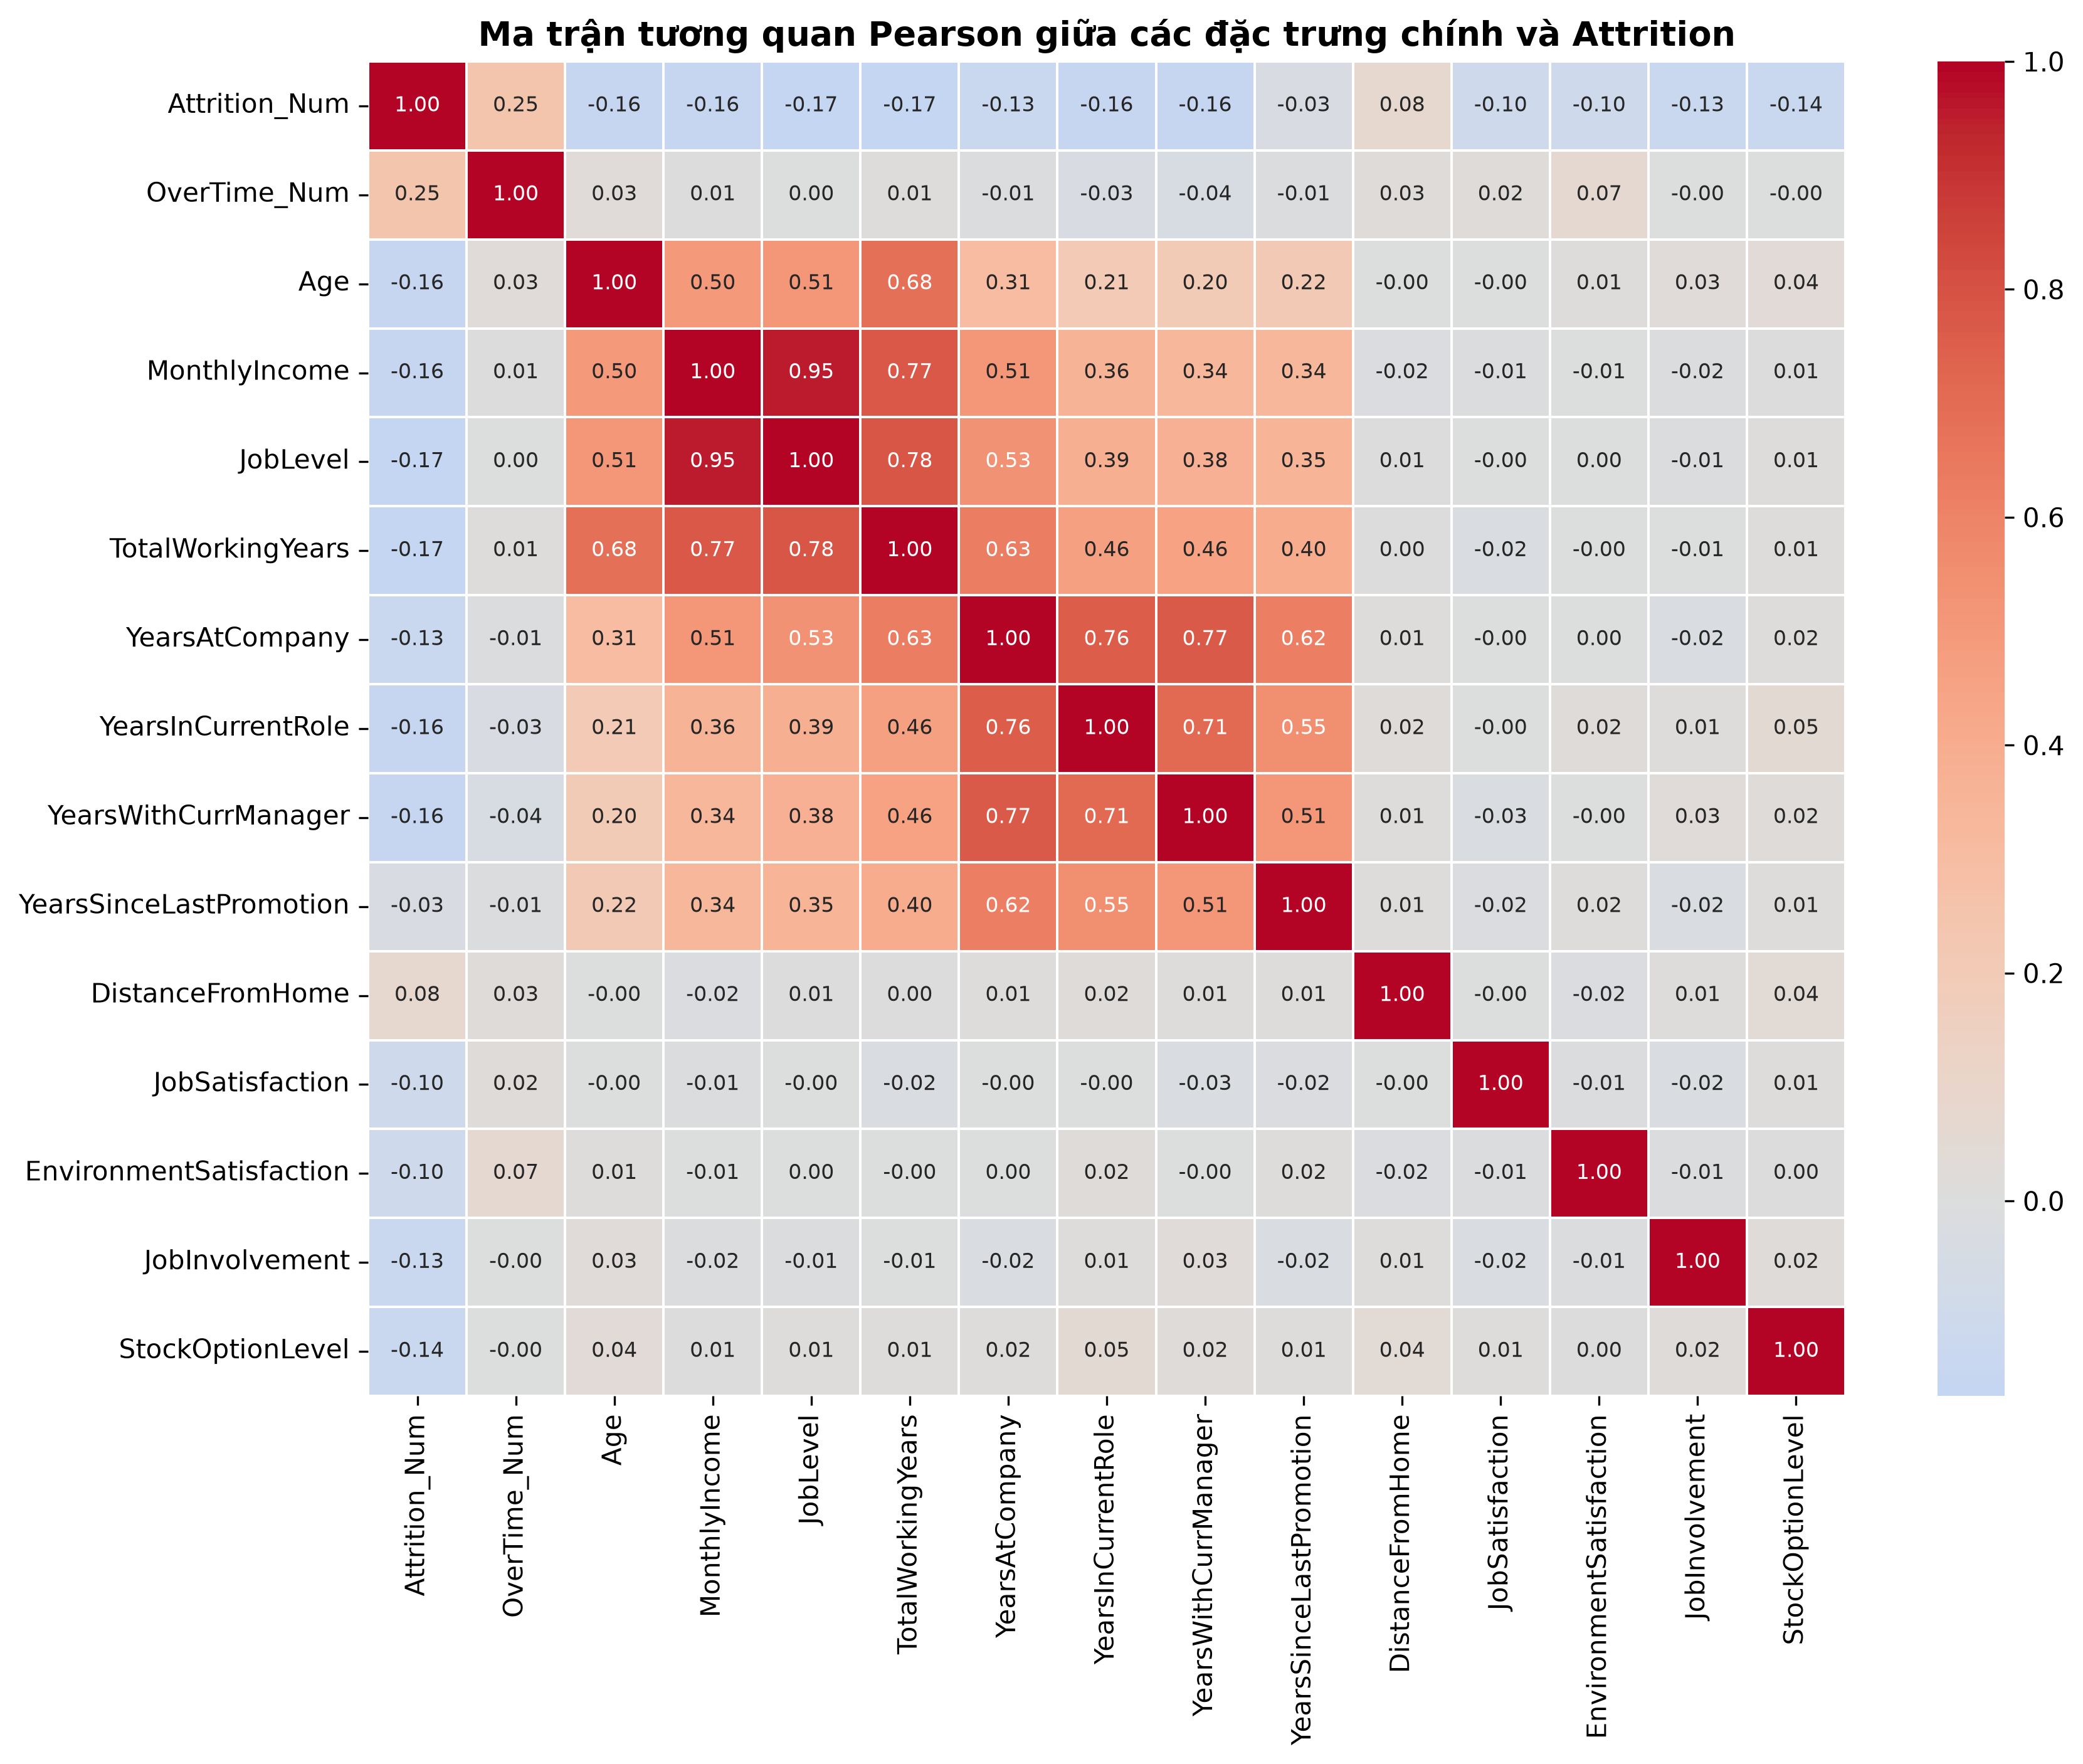 Ma trận tương quan Pearson giữa các đặc trưng chính và Attrition
Attrition_Num 1.00 0.25 -0.16 -0.16 -0.17 -0.17 -0.13 -0.16 -0.16 -0.03 0.08 -0.10 -0.10 -0.13 -0.14
OverTime_Num 0.25 1.00 0.03 0.01 0.00 0.01 -0.01 -0.03 -0.04 -0.01 0.03 0.02 0.07 -0.00 -0.00
Age -0.16 0.03 1.00 0.50 0.51 0.68 0.31 0.21 0.20 0.22 -0.00 -0.00 0.01 0.03 0.04
MonthlyIncome -0.16 0.01 0.50 1.00 0.95 0.77 0.51 0.36 0.34 0.34 -0.02 -0.01 -0.01 -0.02 0.01
JobLevel -0.17 0.00 0.51 0.95 1.00 0.78 0.53 0.39 0.38 0.35 0.01 -0.00 0.00 -0.01 0.01
TotalWorkingYears -0.17 0.01 0.68 0.77 0.78 1.00 0.63 0.46 0.46 0.40 0.00 -0.02 -0.00 -0.01 0.01
YearsAtCompany -0.13 -0.01 0.31 0.51 0.53 0.63 1.00 0.76 0.77 0.62 0.01 -0.00 0.00 -0.02 0.02
YearsInCurrentRole -0.16 -0.03 0.21 0.36 0.39 0.46 0.76 1.00 0.71 0.55 0.02 -0.00 0.02 0.01 0.05
YearsWithCurrManager -0.16 -0.04 0.20 0.34 0.38 0.46 0.77 0.71 1.00 0.51 0.01 -0.03 -0.00 0.03 0.02
YearsSinceLastPromotion -0.03 -0.01 0.22 0.34 0.35 0.40 0.62 0.55 0.51 1.00 0.01 -0.02 0.02 -0.02 0.01
DistanceFromHome 0.08 0.03 -0.00 -0.02 0.01 0.00 0.01 0.02 0.01 0.01 1.00 -0.00 -0.02 0.01 0.04
JobSatisfaction -0.10 0.02 -0.00 -0.01 -0.00 -0.02 -0.00 -0.00 -0.03 -0.02 -0.00 1.00 -0.01 -0.02 0.01
EnvironmentSatisfaction -0.10 0.07 0.01 -0.01 0.00 -0.00 0.00 0.02 -0.00 0.02 -0.02 -0.01 1.00 -0.01 0.00
JobInvolvement -0.13 -0.00 0.03 -0.02 -0.01 -0.01 -0.02 0.01 0.03 -0.02 0.01 -0.02 -0.01 1.00 0.02
StockOptionLevel -0.14 -0.00 0.04 0.01 0.01 0.01 0.02 0.05 0.02 0.01 0.04 0.01 0.00 0.02 1.00
Attrition_Num
OverTime_Num
Age
MonthlyIncome
JobLevel
TotalWorkingYears
YearsAtCompany
YearsInCurrentRole
YearsWithCurrManager
YearsSinceLastPromotion
DistanceFromHome
JobSatisfaction
EnvironmentSatisfaction
JobInvolvement
StockOptionLevel
1.0
0.8
0.6
0.4
0.2
0.0